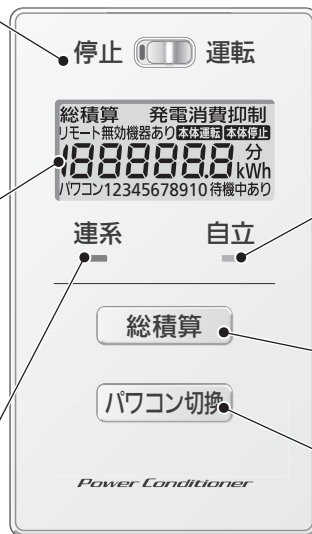 停止 運転
総積算 発電消費抑制
リモート無効機器あり 本体運転 本体停止
188888.8 分
kWh
パワコン12345678910待機中あり
連系 自立
総積算
パワコン切換
Power Conditioner